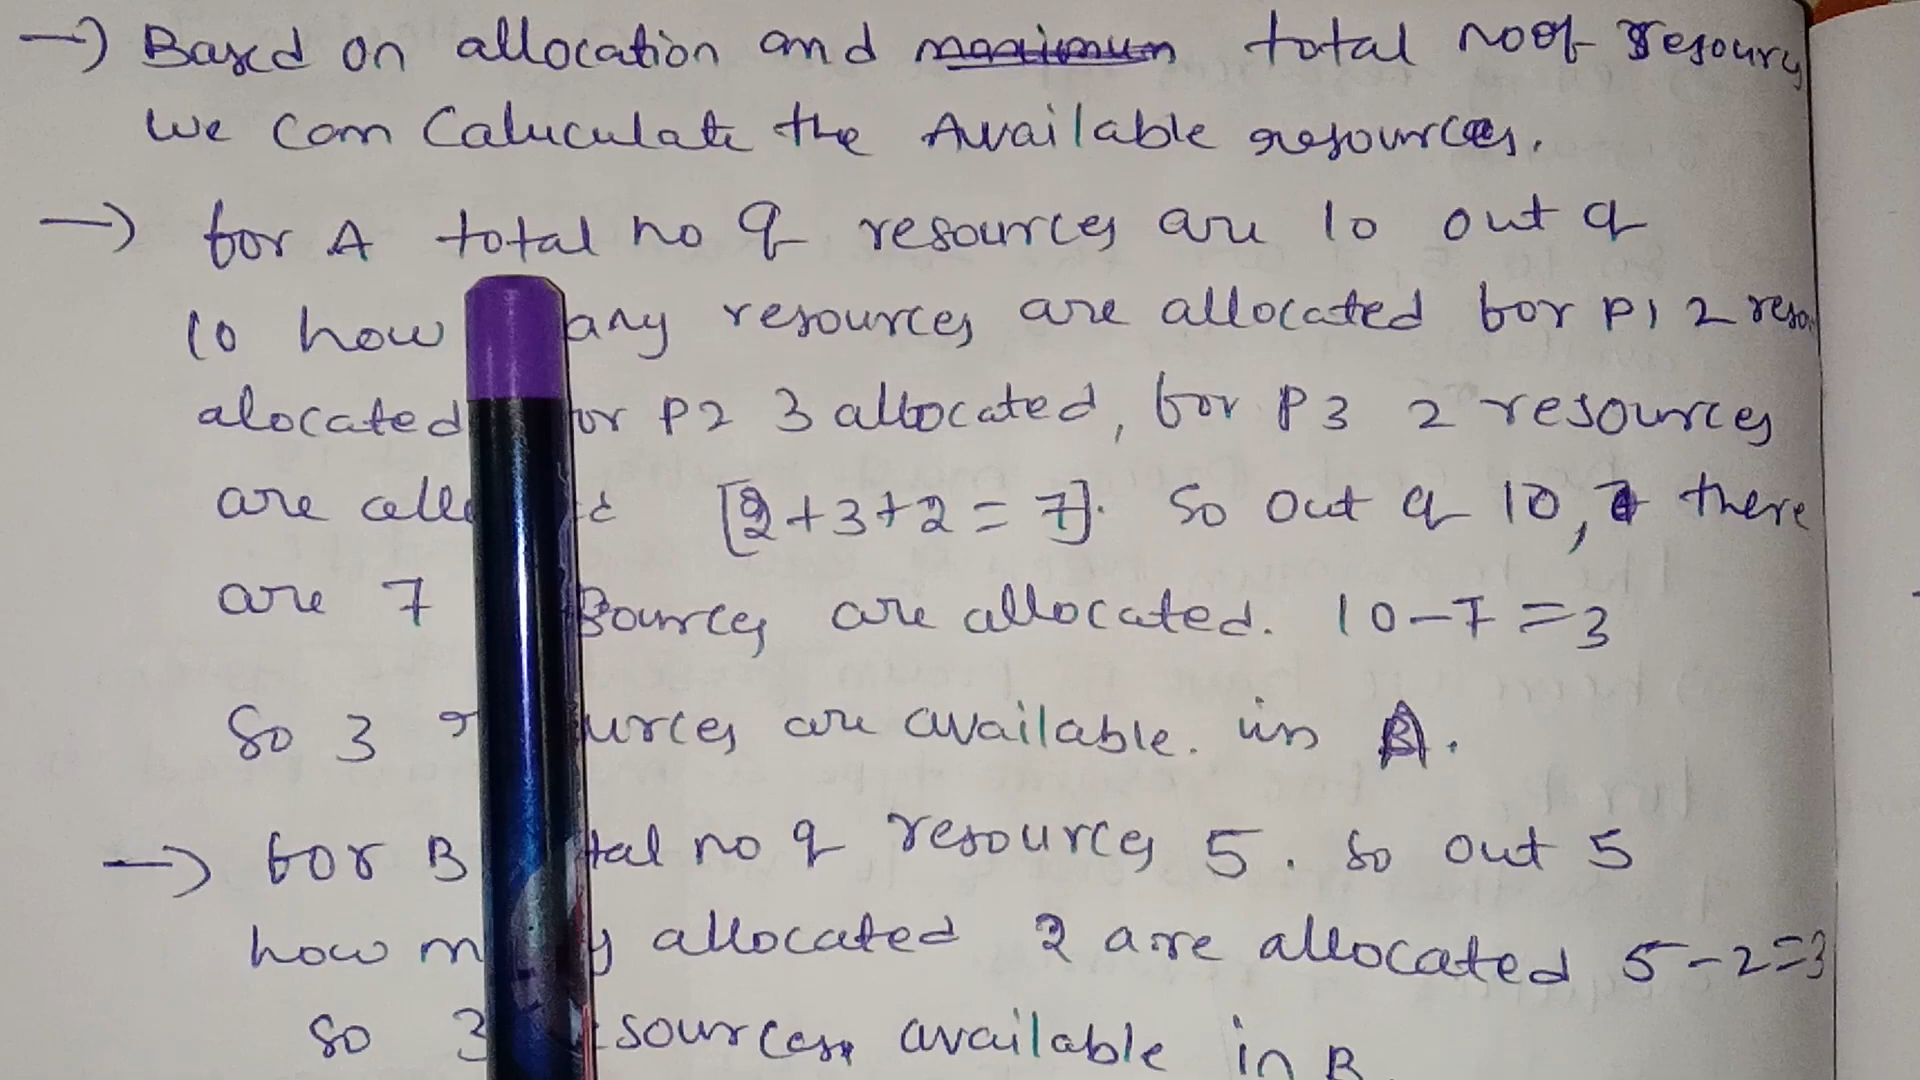 → Based on allocation and maximum total no of resourc
we can Caluculate the Available resources.
→ for A total no of resources are 10 out of
10 how any resources are allocated for P1 2 reso
alocated or P2 3 allocated, for P3 2 resources
are allo [2+3+2=7]. So out of 10, there
are 7 sources are allocated. 10-7=3
So 3 r urces are available. in A.
→ for B tal no of resources 5. so out 5
how m y allocated 2 are allocated 5-2=3
so 3 sources available in B